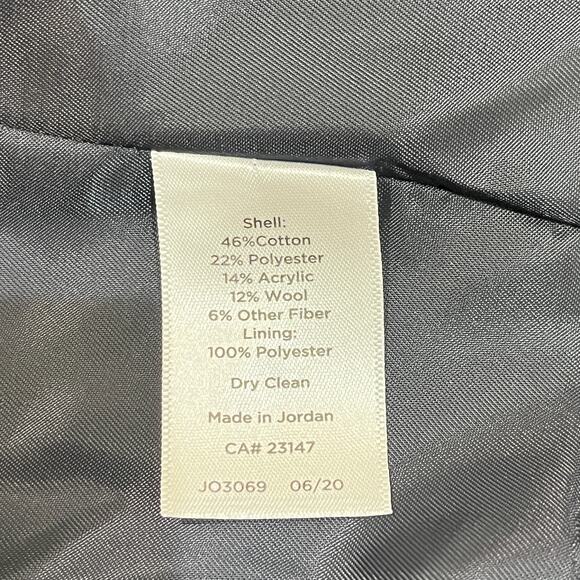 Shell:
46%Cotton
22% Polyester
14% Acrylic
12% Wool
6% Other Fiber
Lining:
100% Polyester
Dry Clean
Made in Jordan
CA# 23147
JO3069 06/20